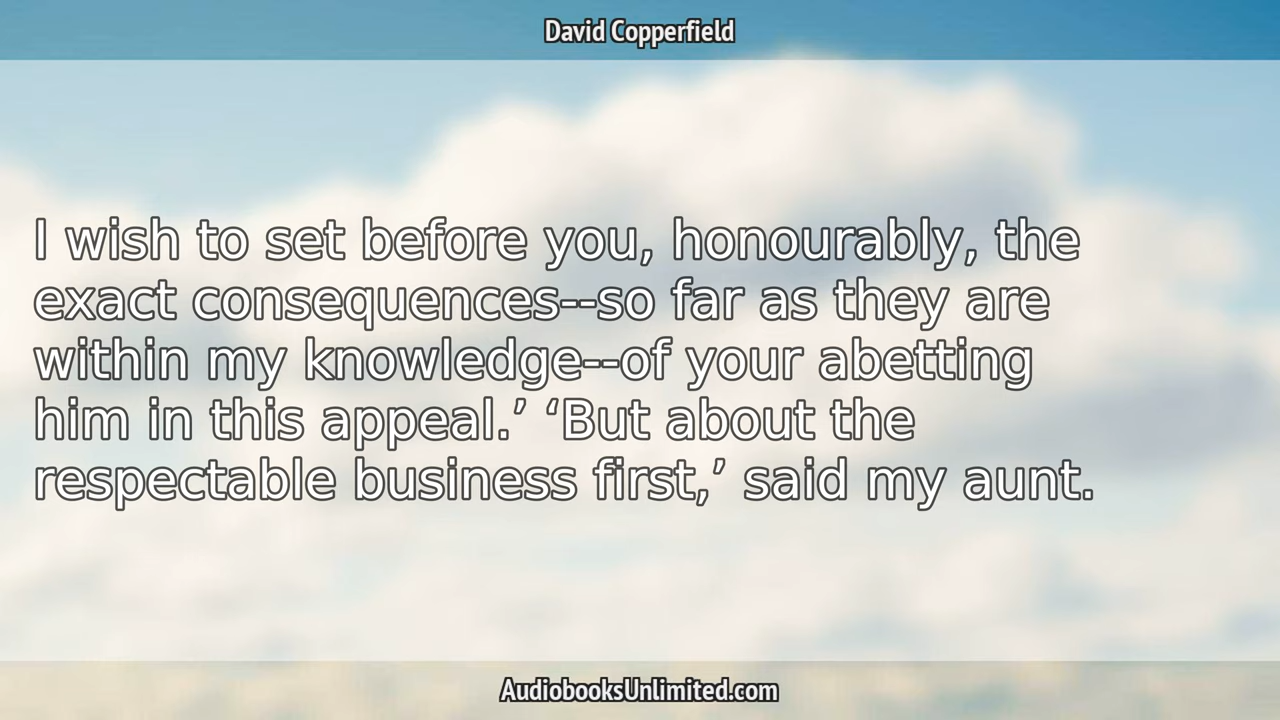 David Copperfield
I wish to set before you, honourably, the
exact consequences--so far as they are
within my knowledge--of your abetting
him in this appeal.’ ‘But about the
respectable business first,’ said my aunt.
AudiobooksUnlimited.com